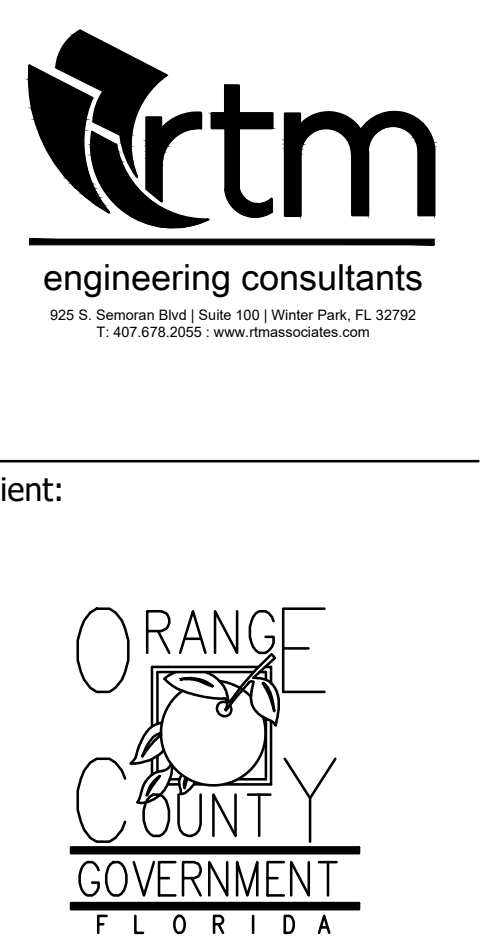 rtm
engineering consultants
925 S. Semoran Blvd | Suite 100 | Winter Park, FL 32792
T: 407.678.2055 : www.rtmassociates.com
ient:
ORANGE
COUNTY
GOVERNMENT
FLORIDA